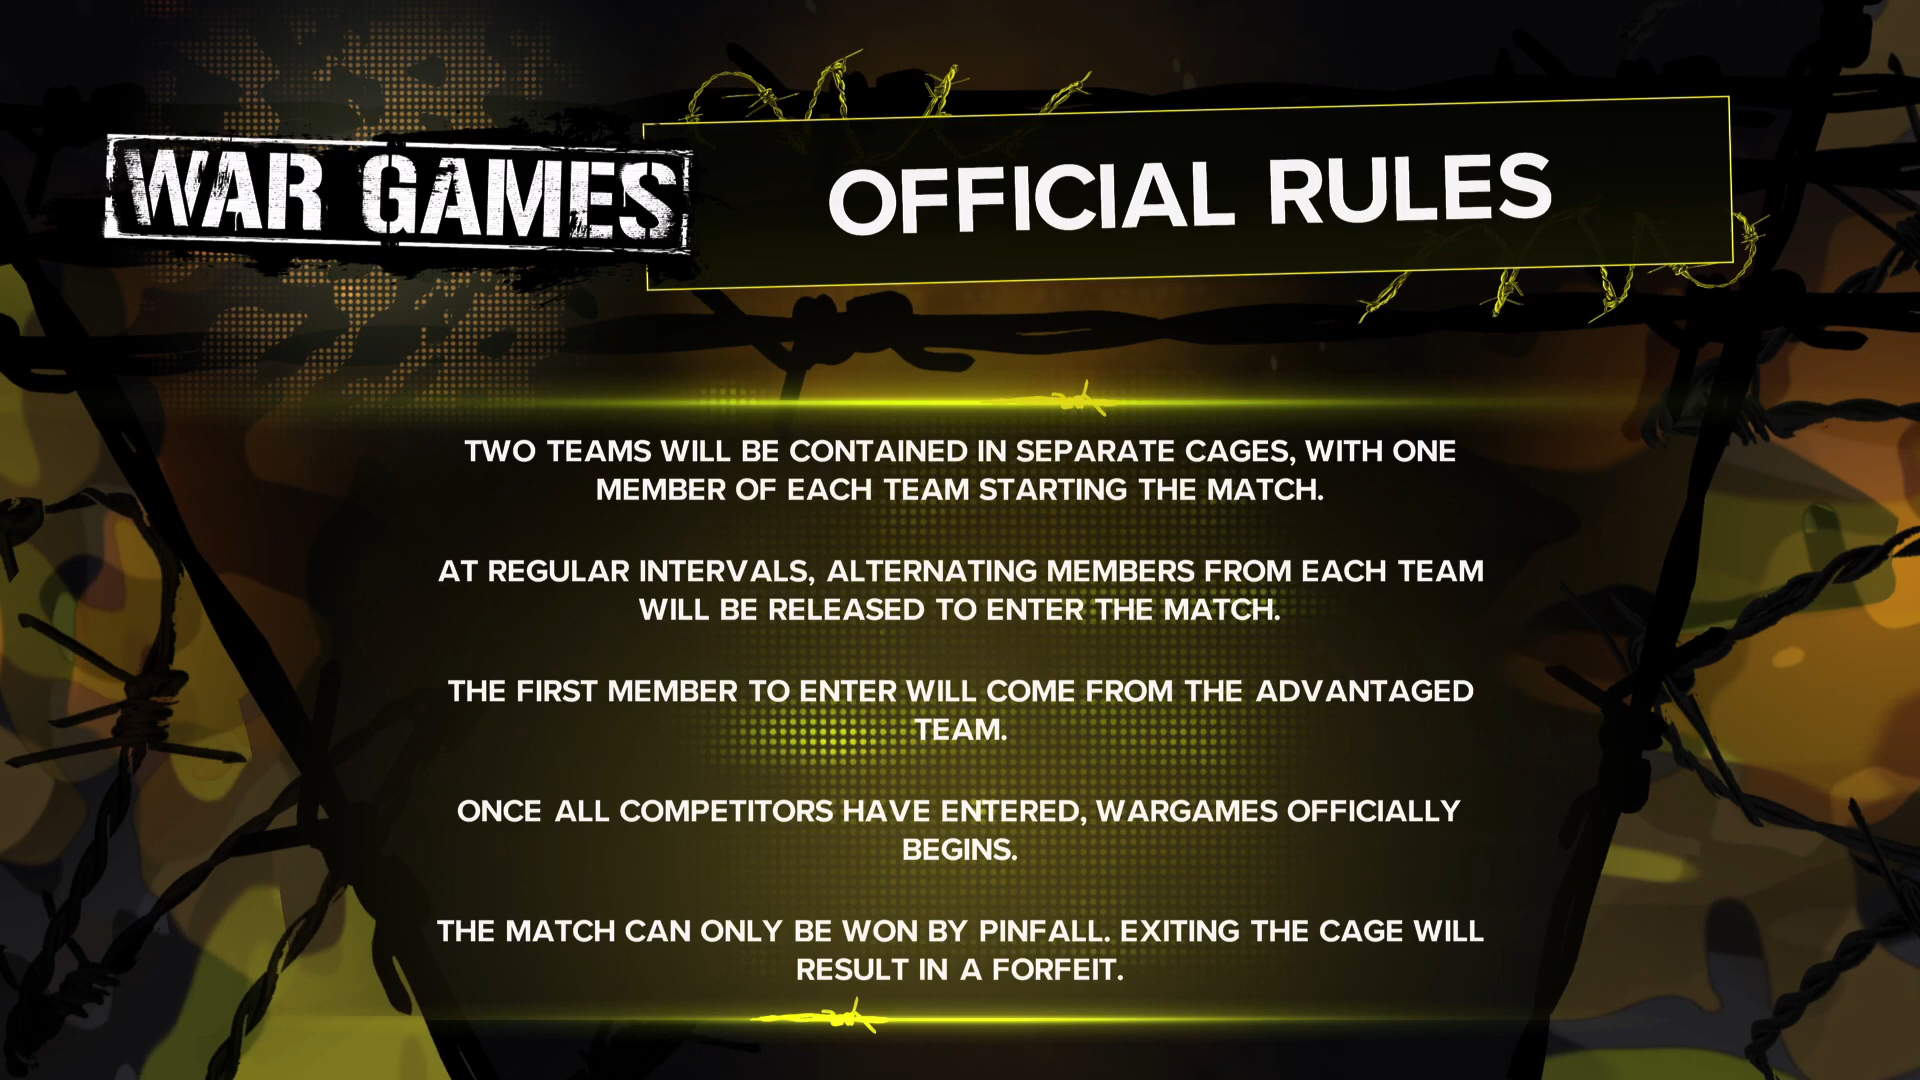 WAR GAMES
OFFICIAL RULES
TWO TEAMS WILL BE CONTAINED IN SEPARATE CAGES, WITH ONE
MEMBER OF EACH TEAM STARTING THE MATCH.
AT REGULAR INTERVALS, ALTERNATING MEMBERS FROM EACH TEAM
WILL BE RELEASED TO ENTER THE MATCH.
THE FIRST MEMBER TO ENTER WILL COME FROM THE ADVANTAGED
TEAM.
ONCE ALL COMPETITORS HAVE ENTERED, WARGAMES OFFICIALLY
BEGINS.
THE MATCH CAN ONLY BE WON BY PINFALL. EXITING THE CAGE WILL
RESULT IN A FORFEIT.